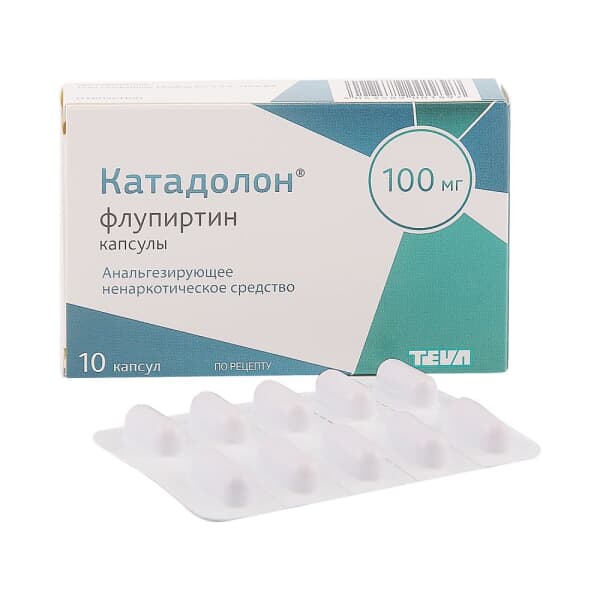 Катадолон®
флупиртин
капсулы
100 мг
Анальгезирующее
ненаркотическое средство
10 капсул
ПО РЕЦЕПТУ
TEVA